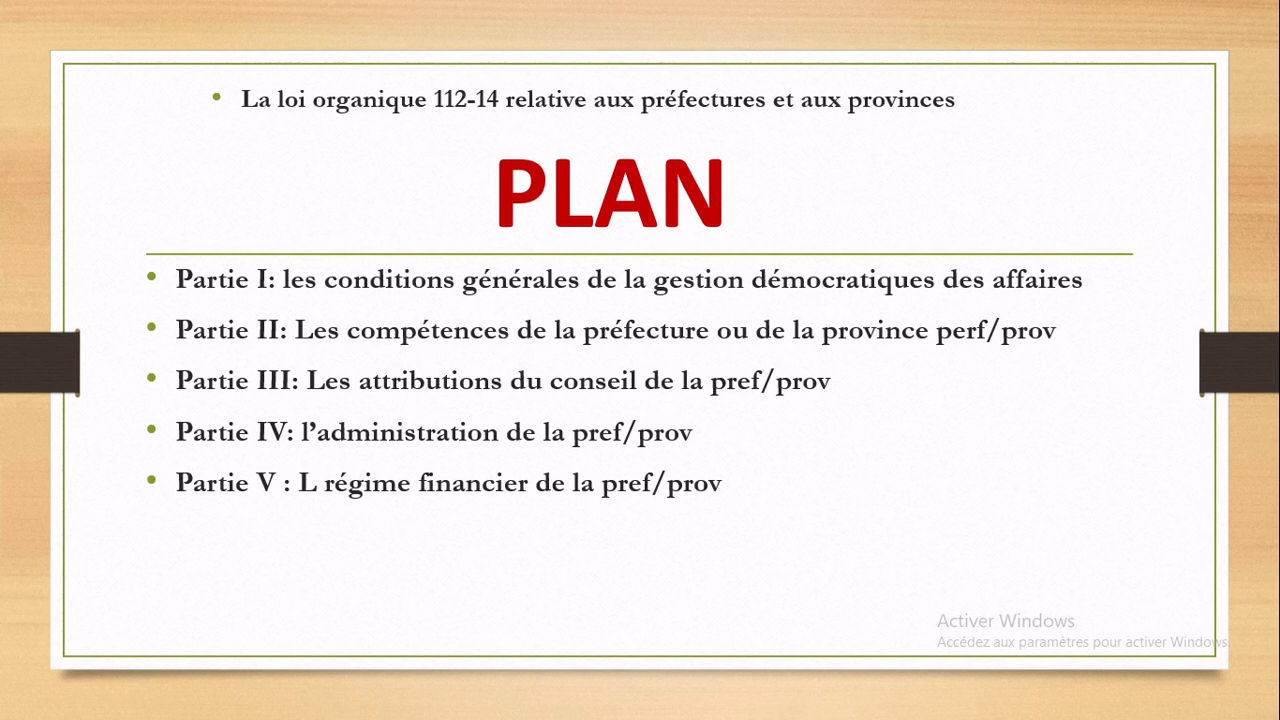 La loi organique 112-14 relative aux préfectures et aux provinces
PLAN
Partie I: les conditions générales de la gestion démocratiques des affaires
Partie II: Les compétences de la préfecture ou de la province perf/prov
Partie III: Les attributions du conseil de la pref/prov
Partie IV: l’administration de la pref/prov
Partie V : L régime financier de la pref/prov
Activer Windows
Accédez aux paramètres pour activer Windows.